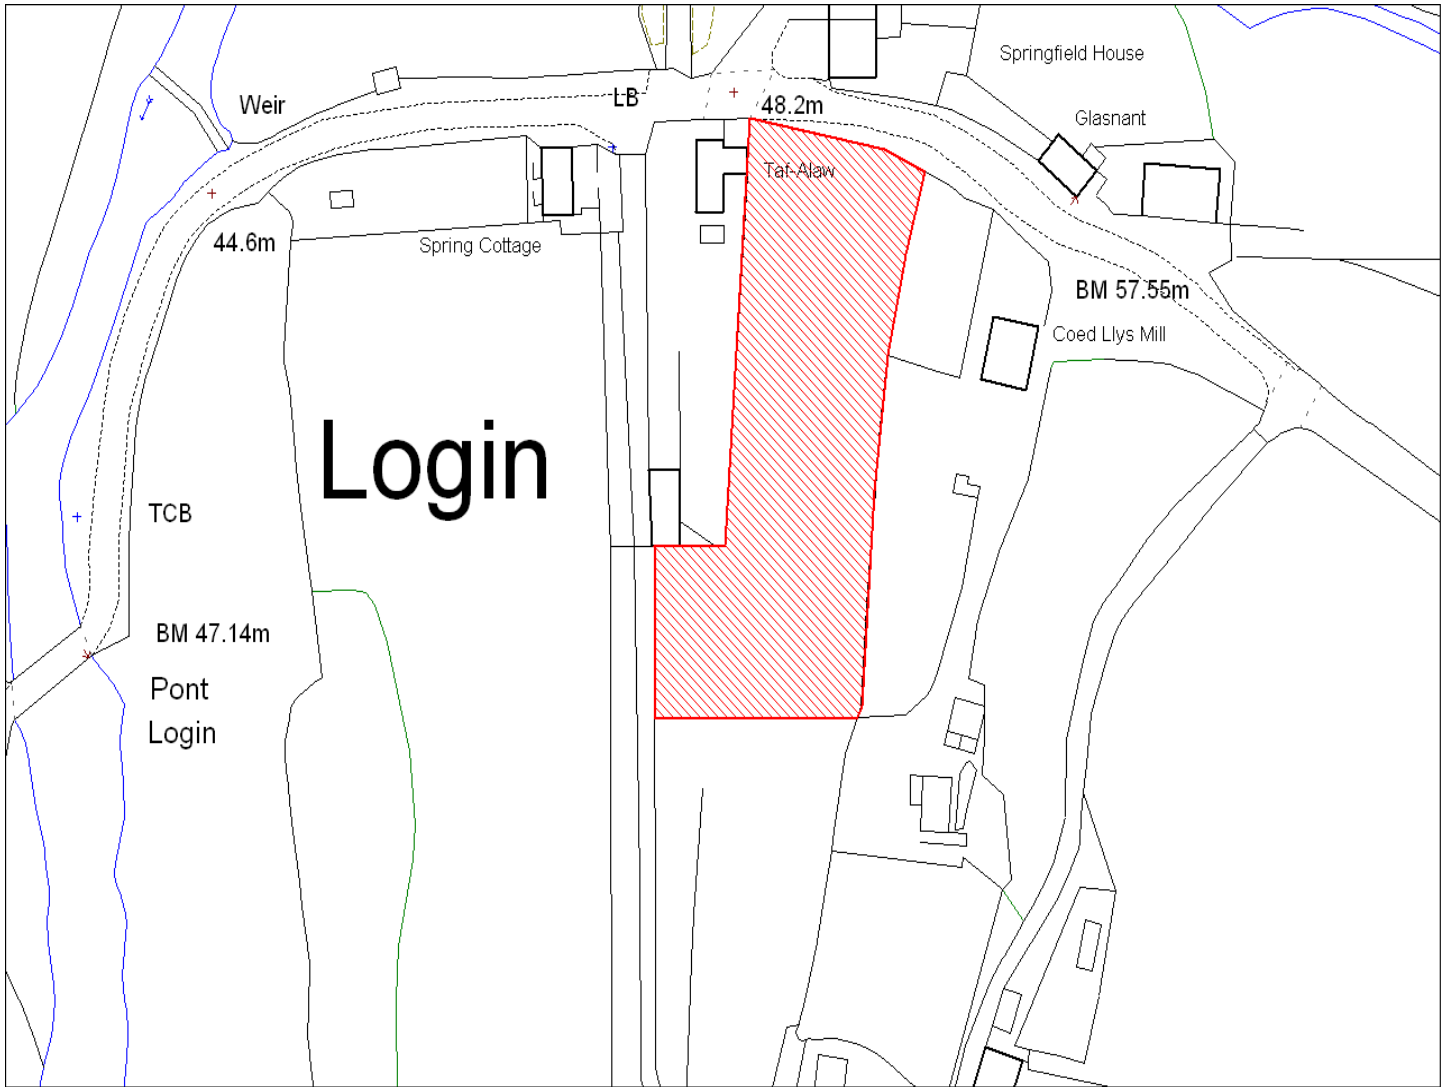 Springfield House
Weir
LB
48.2m
Glasnant
Taf-Alaw
44.6m
Spring Cottage
BM 57.55m
Coed Llys Mill
Login
TCB
BM 47.14m
Pont
Login